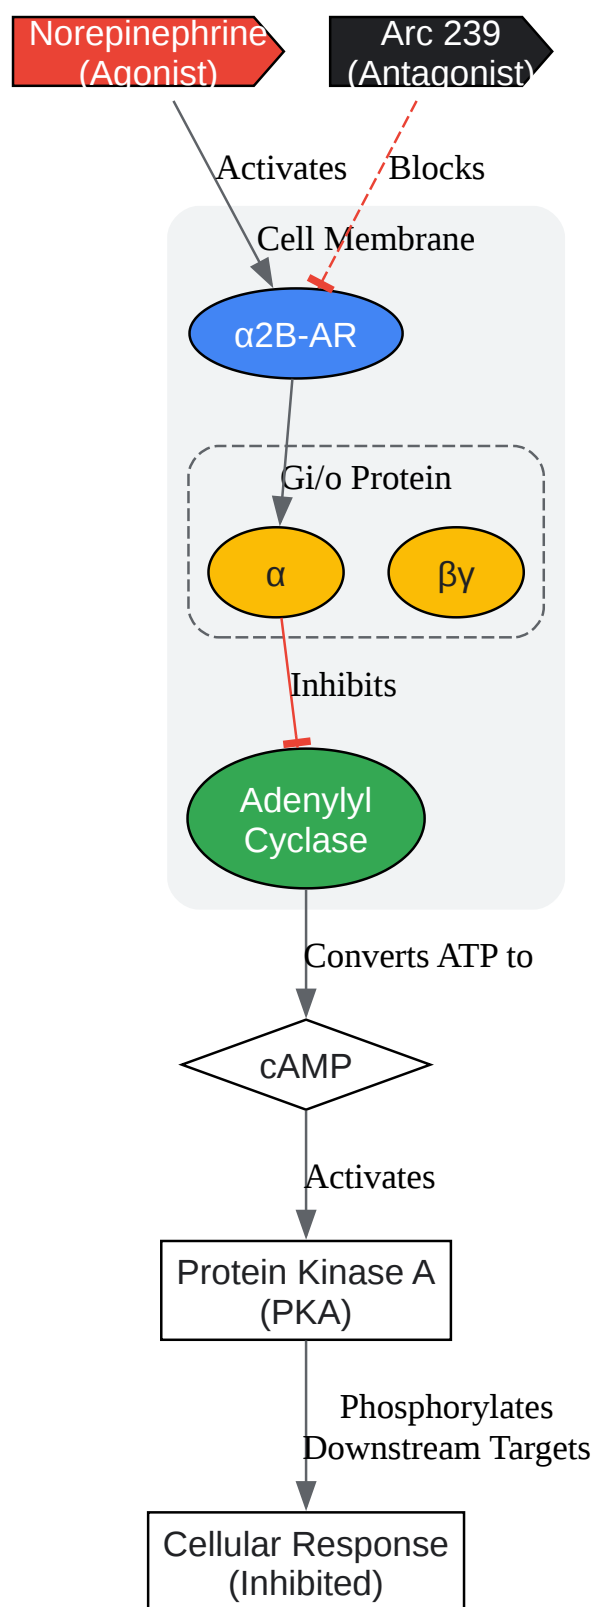 Norepinephrine
(Agonist)
Arc 239
(Antagonist)
Activates
Blocks
Cell Membrane
α2B-AR
Gi/o Protein
α
βγ
Inhibits
Adenylyl
Cyclase
Converts ATP to
cAMP
Activates
Protein Kinase A
(PKA)
Phosphorylates
Downstream Targets
Cellular Response
(Inhibited)